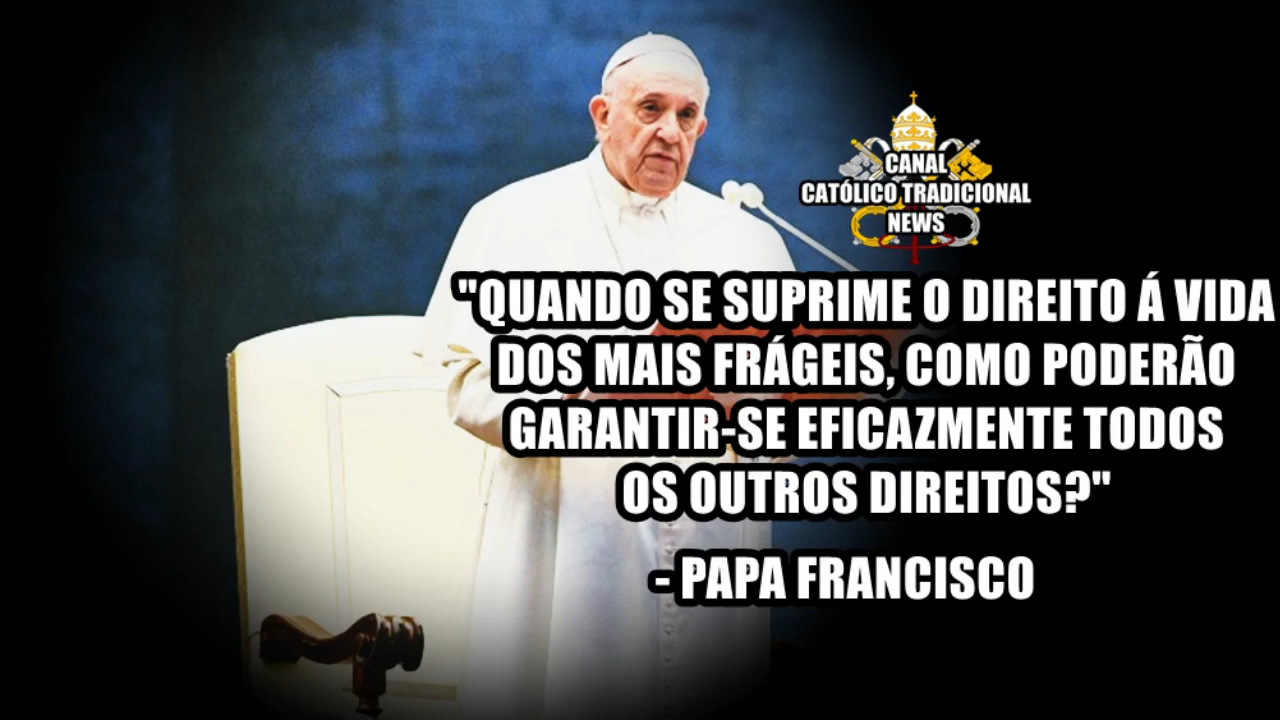 CANAL
CATÓLICO TRADICIONAL
NEWS
"QUANDO SE SUPRIME O DIREITO Á VIDA
DOS MAIS FRÁGEIS, COMO PODERÃO
GARANTIR-SE EFICAZMENTE TODOS
OS OUTROS DIREITOS?"
- PAPA FRANCISCO